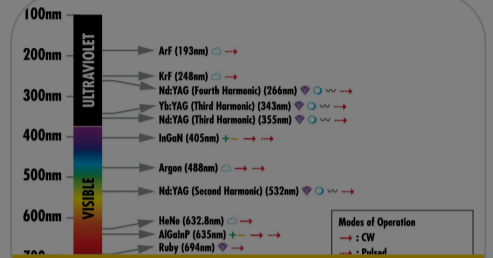 100nm
200nm
300nm
400nm
500nm
600nm
700
ULTRAVIOLET
VISIBLE
ArF (193nm)
KrF (248nm)
Nd:YAG (Fourth Harmonic) (266nm)
Yb:YAG (Third Harmonic) (343nm)
Nd:YAG (Third Harmonic) (355nm)
InGaN (405nm)
Argon (488nm)
Nd:YAG (Second Harmonic) (532nm)
HeNe (632.8nm)
AlGaInP (635nm)
Ruby (694nm)
Modes of Operation
: CW
: Pulsed